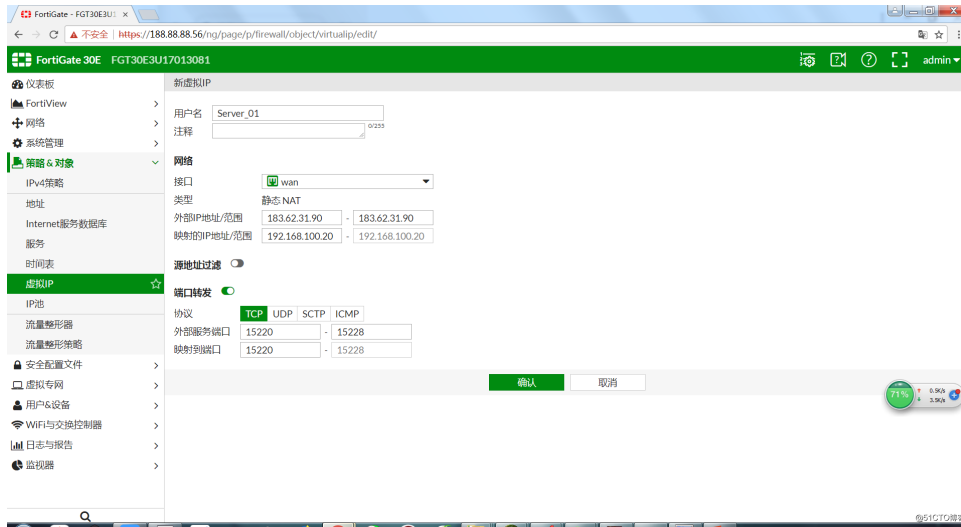 FortiGate - FGT30E3U1
不安全 https://188.88.88.56/ng/page/p/firewall/object/virtualip/edit/
FortiGate 30E FGT30E3U17013081
admin
仪表板
FortiView
网络
系统管理
策略 & 对象
IPv4策略
地址
Internet服务数据库
服务
时间表
虚拟IP
IP池
流量整形器
流量整形策略
安全配置文件
虚拟专网
用户&设备
WiFi与交换控制器
日志与报告
监视器
新虚拟IP
用户名 Server_01
注释 0/255
网络
接口 wan
类型 静态 NAT
外部IP地址/范围 183.62.31.90 - 183.62.31.90
映射的IP地址/范围 192.168.100.20 - 192.168.100.20
源地址过滤
端口转发
协议 TCP UDP SCTP ICMP
外部服务端口 15220 - 15228
映射到端口 15220 - 15228
确认 取消
71% 0.5K/s
3.5K/s
@51CTO博客